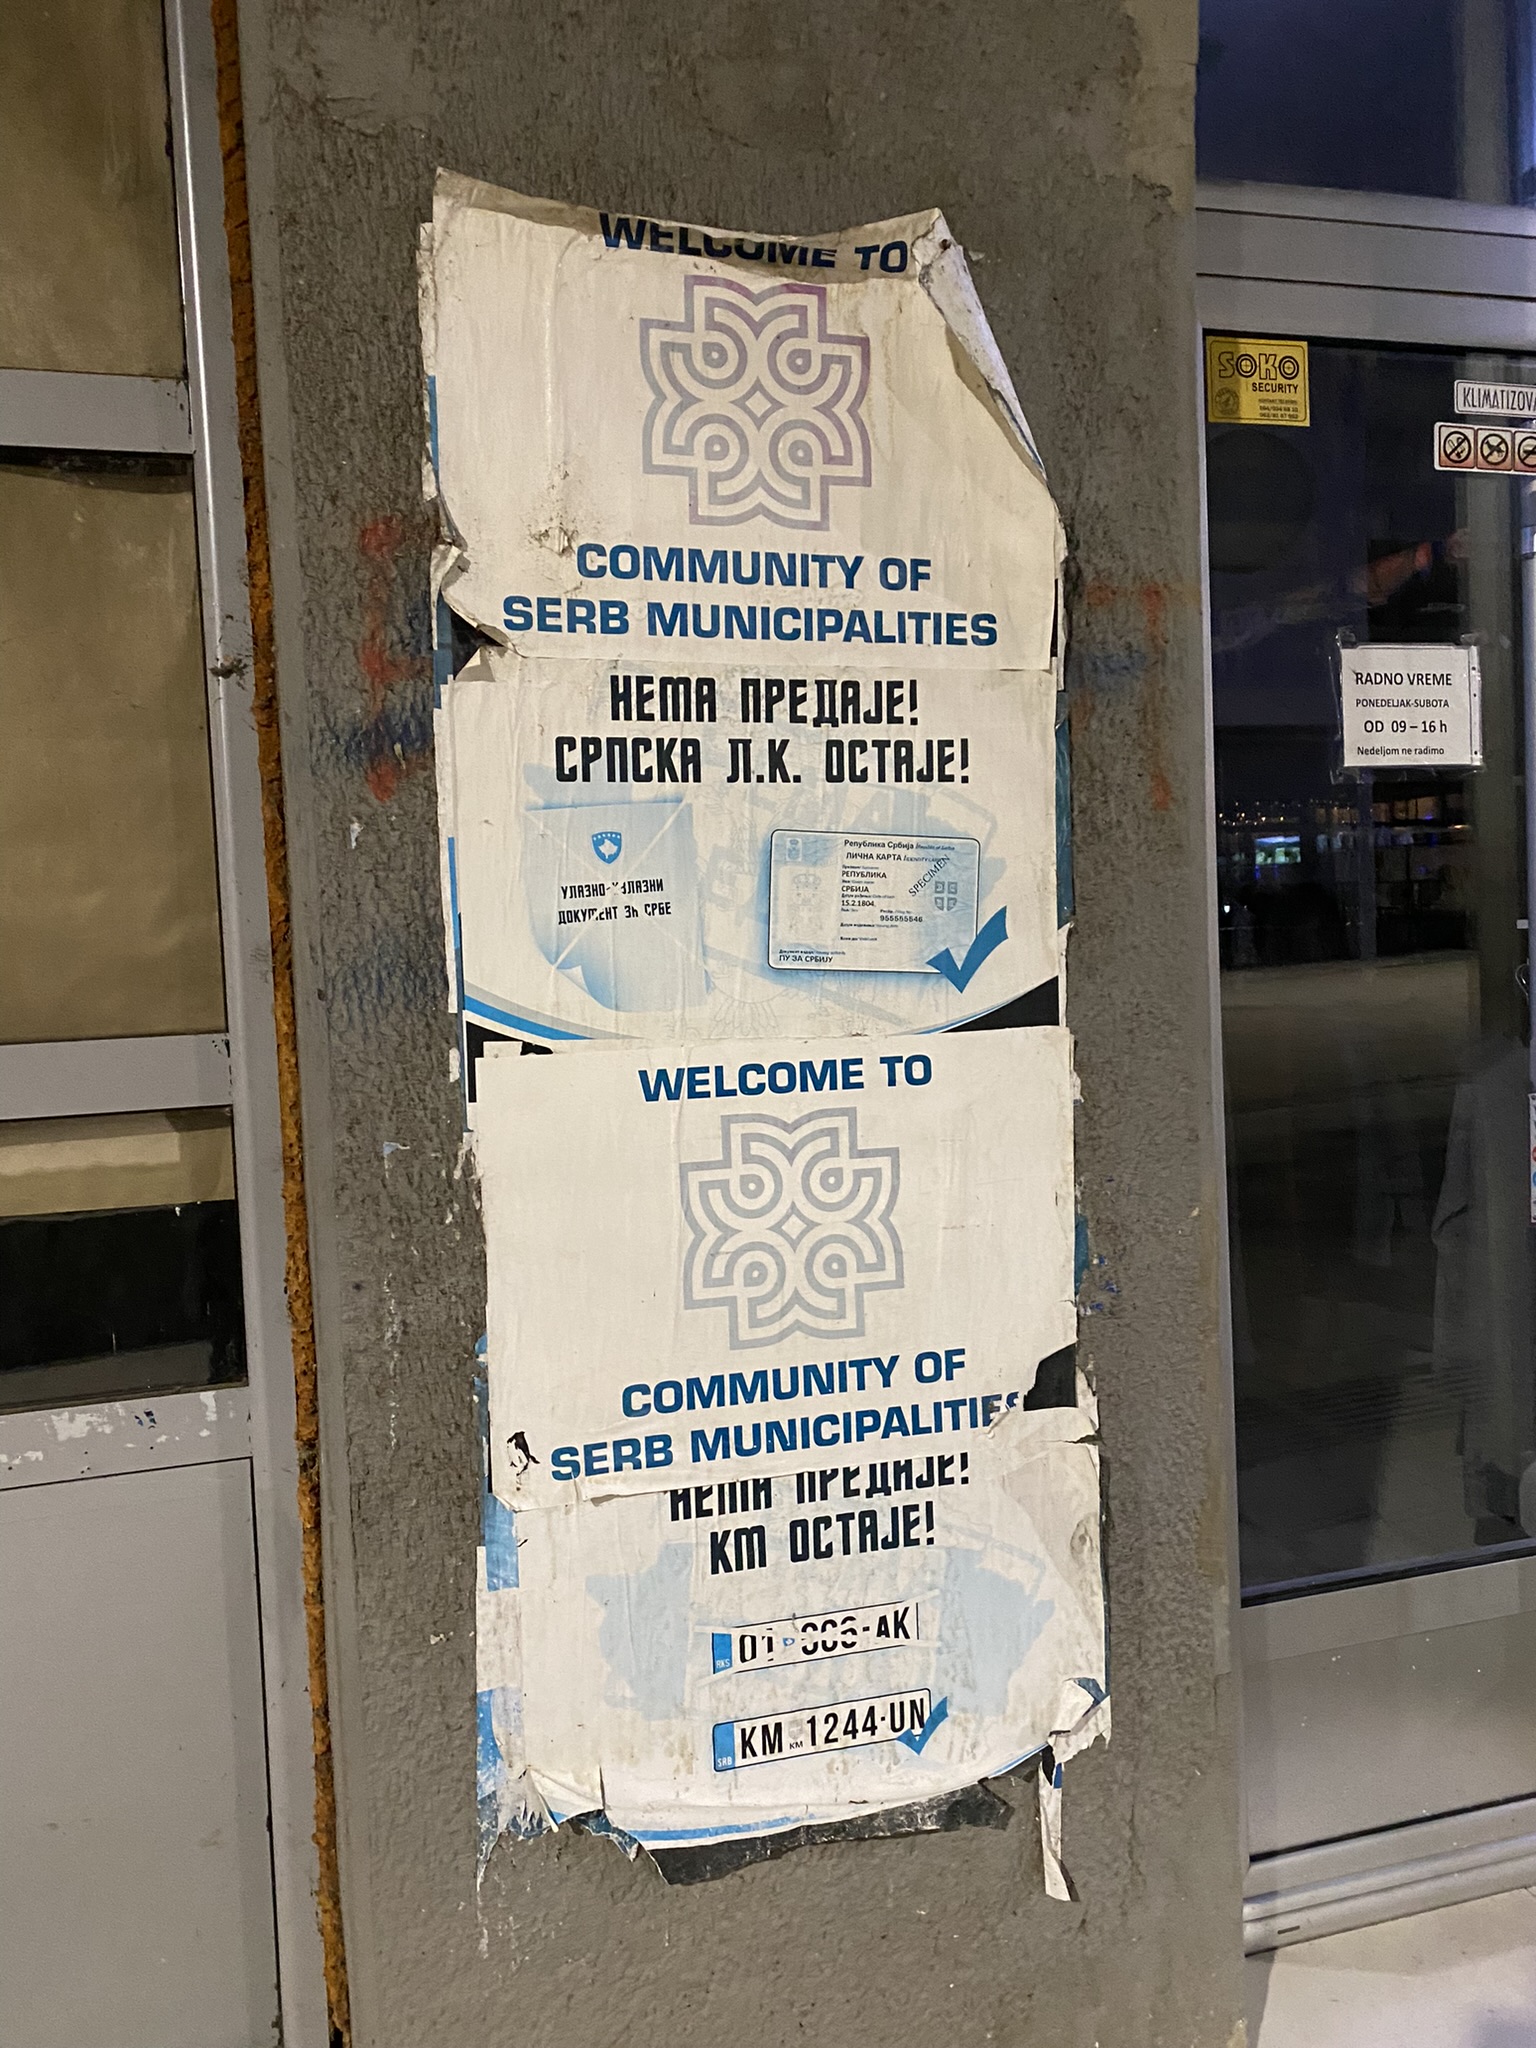 WELCOME TO
COMMUNITY OF
SERB MUNICIPALITIES
НЕМА ПРЕДАЈЕ!
СРПСКА Л.К. ОСТАЈЕ!
УЛАЗНО-ИЗЛАЗНИ
ДОКУМЕНТ ЗА СРБЕ
Република Србија
ЛИЧНА КАРТА
РЕПУБЛИКА
СРБИЈА
15.2.1804.
955555546
ПУ ЗА СРБИЈУ
SPECIMEN
WELCOME TO
COMMUNITY OF
SERB MUNICIPALITIES
НЕМА ПРЕДАЈЕ!
КМ ОСТАЈЕ!
RKS 01 AK
SRB KM KM 1244-UN
SOKO
SECURITY
KLIMATIZOVA
RADNO VREME
PONEDELJAK-SUBOTA
OD 09 – 16 h
Nedeljom ne radimo